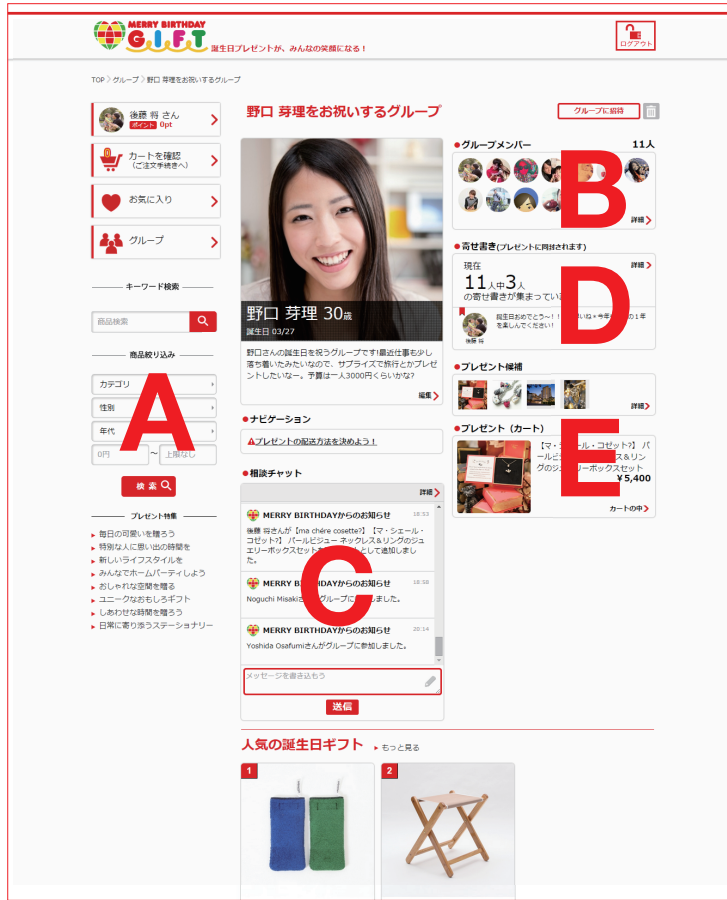 MERRY BIRTHDAY
GIFT
誕生日プレゼントが、みんなの笑顔になる！
ログアウト
TOP > グループ > 野口 芽理をお祝いするグループ
後藤 将 さん
ポイント 0pt
カートを確認
（ご注文手続きへ）
お気に入り
グループ
キーワード検索
商品検索
商品絞り込み
カテゴリ
性別
年代
0円 ～ 上限なし
検 索
A
プレゼント特集
毎日の可愛いを贈る
特別な人に思い出の時間を
新しいライフスタイルを
みんなでホームパーティしよう
おしゃれな空間を贈る
ユニークなおもしろギフト
しあわせな時間を贈ろう
日常に寄り添うステーショナリー
野口 芽理をお祝いするグループ
グループに招待
野口 芽理 30歳
誕生日 03/27
野口さんの誕生日を祝うグループです!最近仕事も少し
落ち着いたみたいなので、サプライズで旅行とかプレゼ
ントしたいなー。予算は一人3000円くらいかな?
編集
ナビゲーション
プレゼントの配送方法を決めよう！
相談チャット
詳細
MERRY BIRTHDAYからのお知らせ 18:53
後藤 将さんが【ma chére cosette?】【マ・シェール・
コゼット?】 パールビジュー ネックレス＆リングのジュ
エリーボックスセットを
として追加しまし
た。
MERRY BIRTHDAYからのお知らせ 18:58
Noguchi Misakiさ
グループに
しました。
C
MERRY BIRTHDAYからのお知らせ 20:14
Yoshida Osafumiさんがグループに参加しました。
メッセージを書き込もう
送信
グループメンバー 11人
B
詳細
寄せ書き(プレゼントに同封されます)
現在 詳細
11人中3人
の寄せ書きが集まってい
D
誕生日おめでとう～！！
の１年
を楽しんでください！
後藤 将
プレゼント候補
詳細
プレゼント（カート）
E
【マ・シェール・コゼット?】 パ
ールビ
ス＆リン
グのジュエリーボックスセット
¥5,400
カートの中
人気の誕生日ギフト もっと見る
1
2